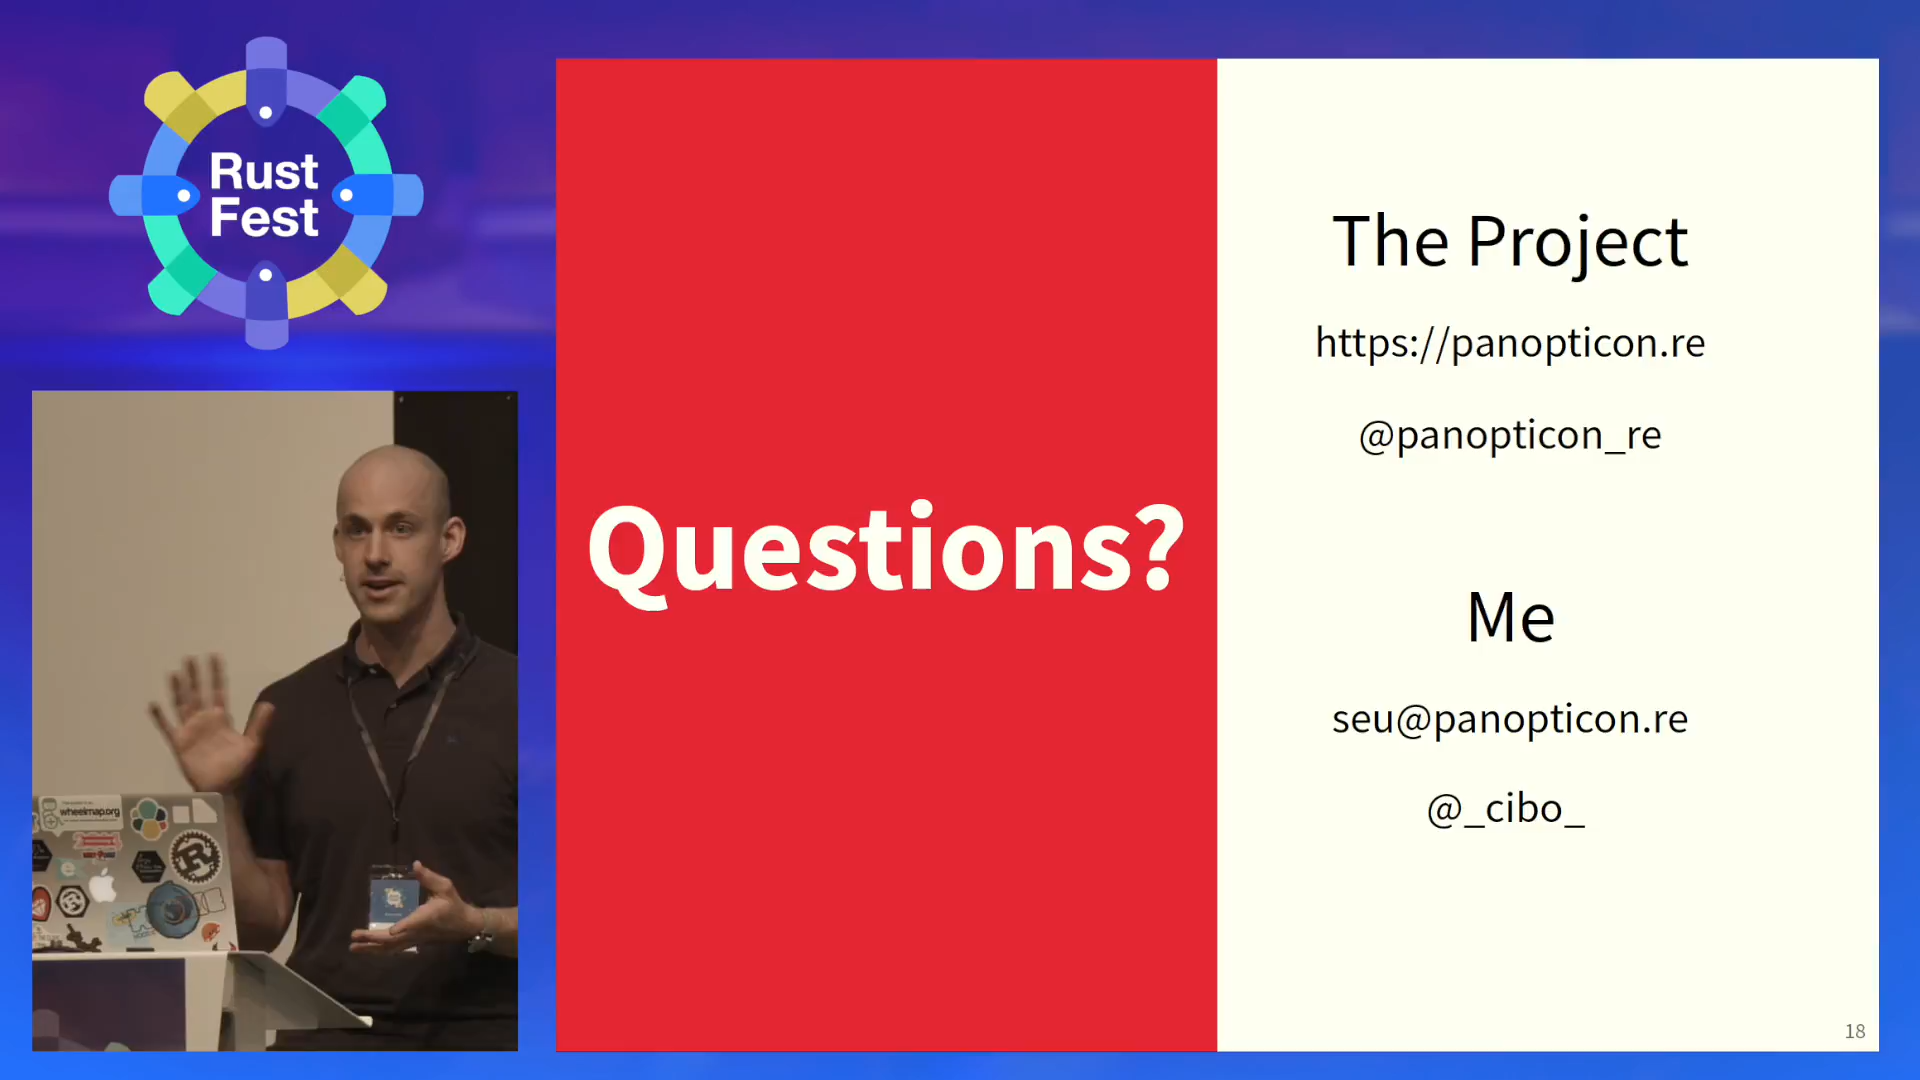 Rust
Fest
Questions?
The Project
https://panopticon.re
@panopticon_re
Me
seu@panopticon.re
@_cibo_
18
wheelmap.org